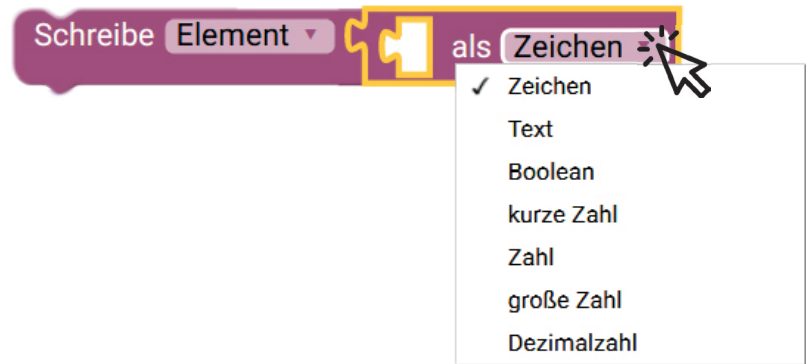 Schreibe Element als Zeichen
Zeichen
Text
Boolean
kurze Zahl
Zahl
große Zahl
Dezimalzahl